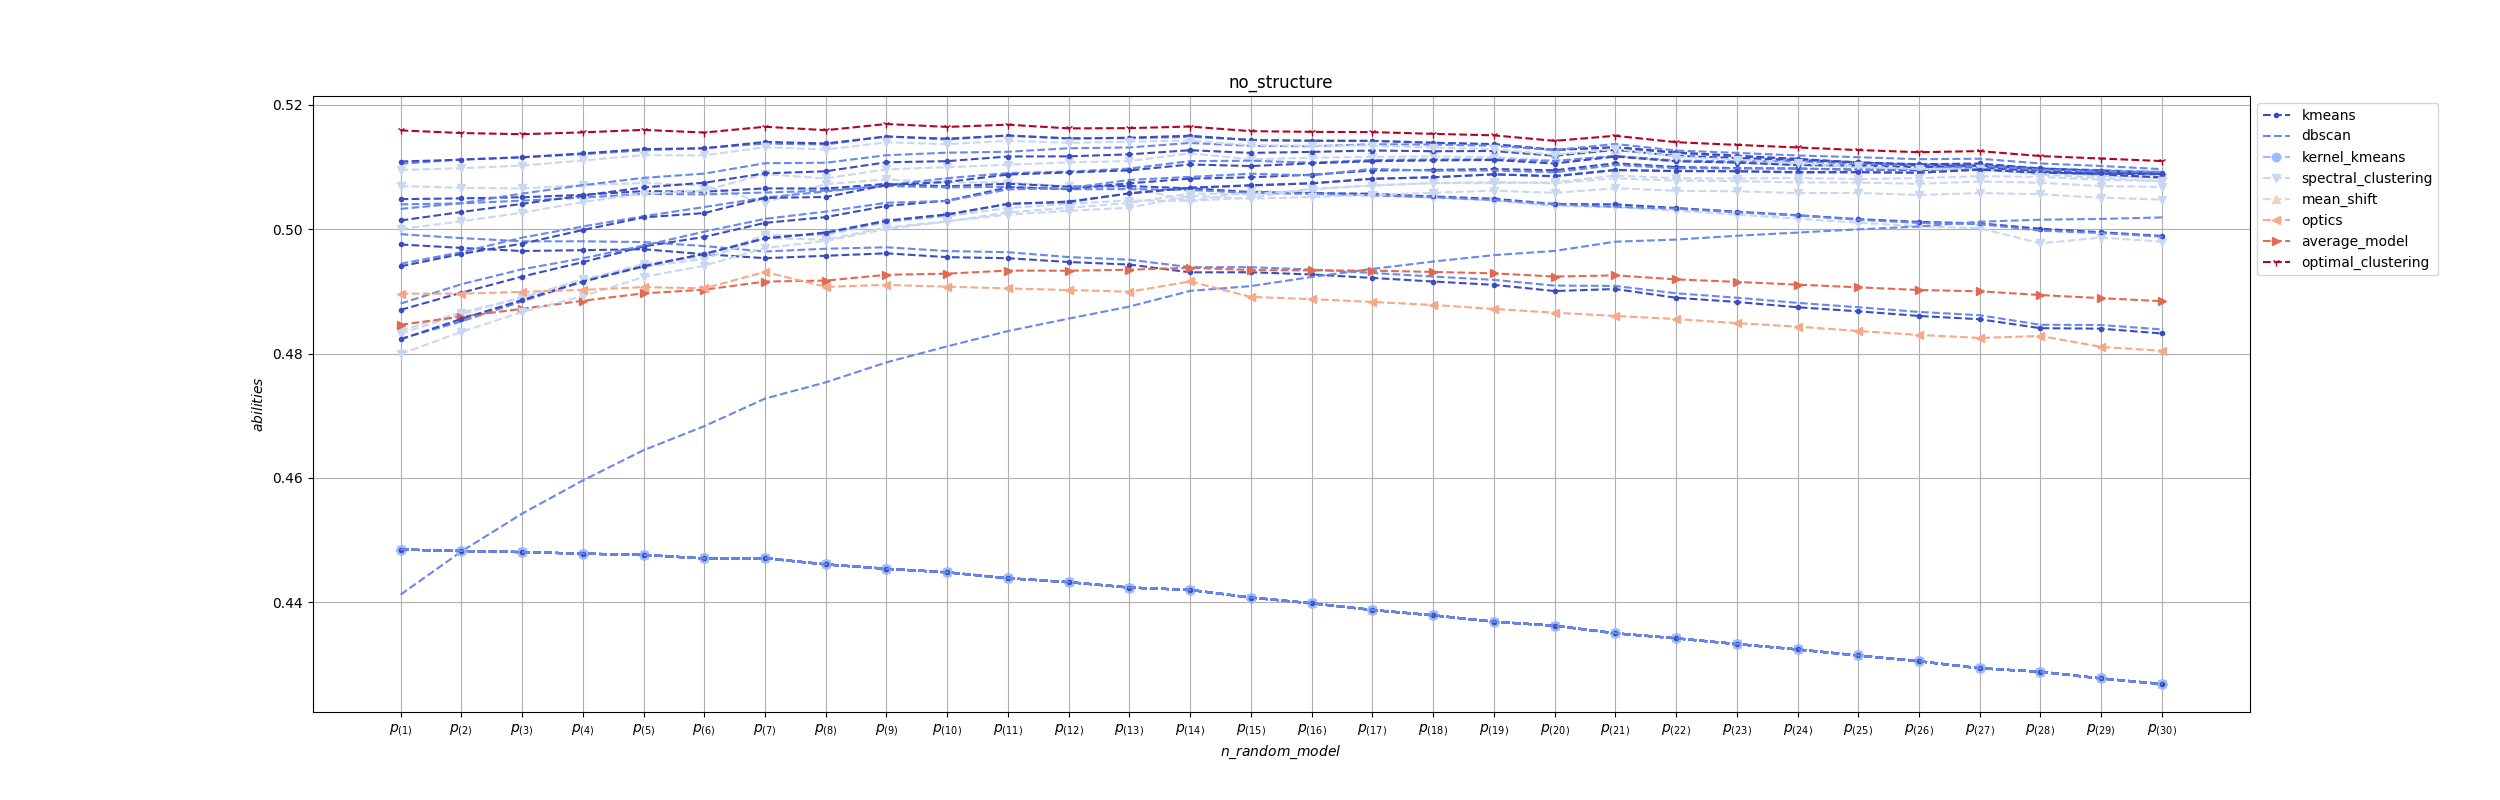 no_structure
0.52
0.50
0.48
0.46
0.44
abilities
p(1) p(2) p(3) p(4) p(5) p(6) p(7) p(8) p(9) p(10) p(11) p(12) p(13) p(14) p(15) p(16) p(17) p(18) p(19) p(20) p(21) p(22) p(23) p(24) p(25) p(26) p(27) p(28) p(29) p(30)
n_random_model
kmeans
dbscan
kernel_kmeans
spectral_clustering
mean_shift
optics
average_model
optimal_clustering